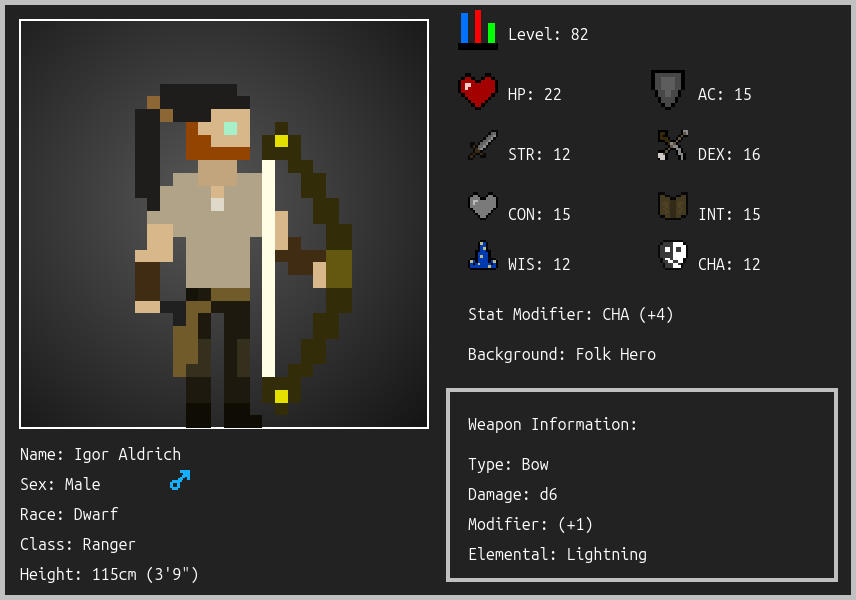 Level: 82
HP: 22
AC: 15
STR: 12
DEX: 16
CON: 15
INT: 15
WIS: 12
CHA: 12
Stat Modifier: CHA (+4)
Background: Folk Hero
Weapon Information:
Type: Bow
Damage: d6
Modifier: (+1)
Elemental: Lightning
Name: Igor Aldrich
Sex: Male
Race: Dwarf
Class: Ranger
Height: 115cm (3'9")